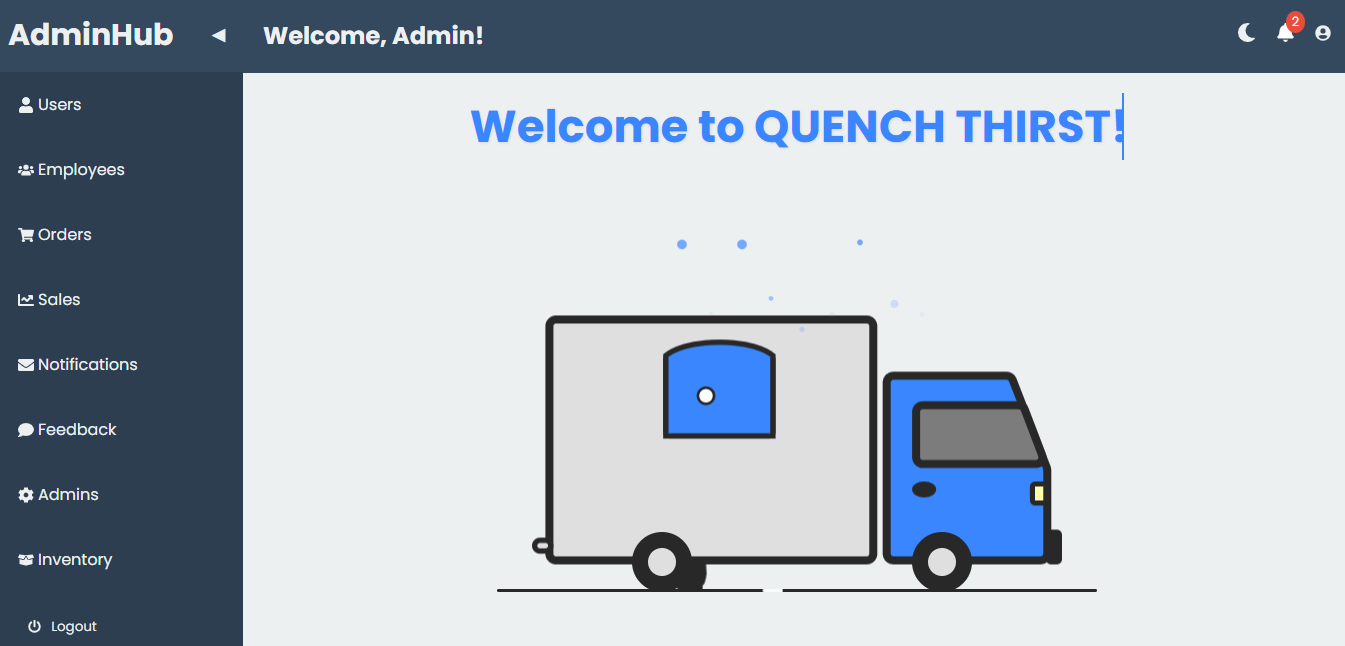 AdminHub
Welcome, Admin!
2
Users
Employees
Orders
Sales
Notifications
Feedback
Admins
Inventory
Logout
Welcome to QUENCH THIRST!